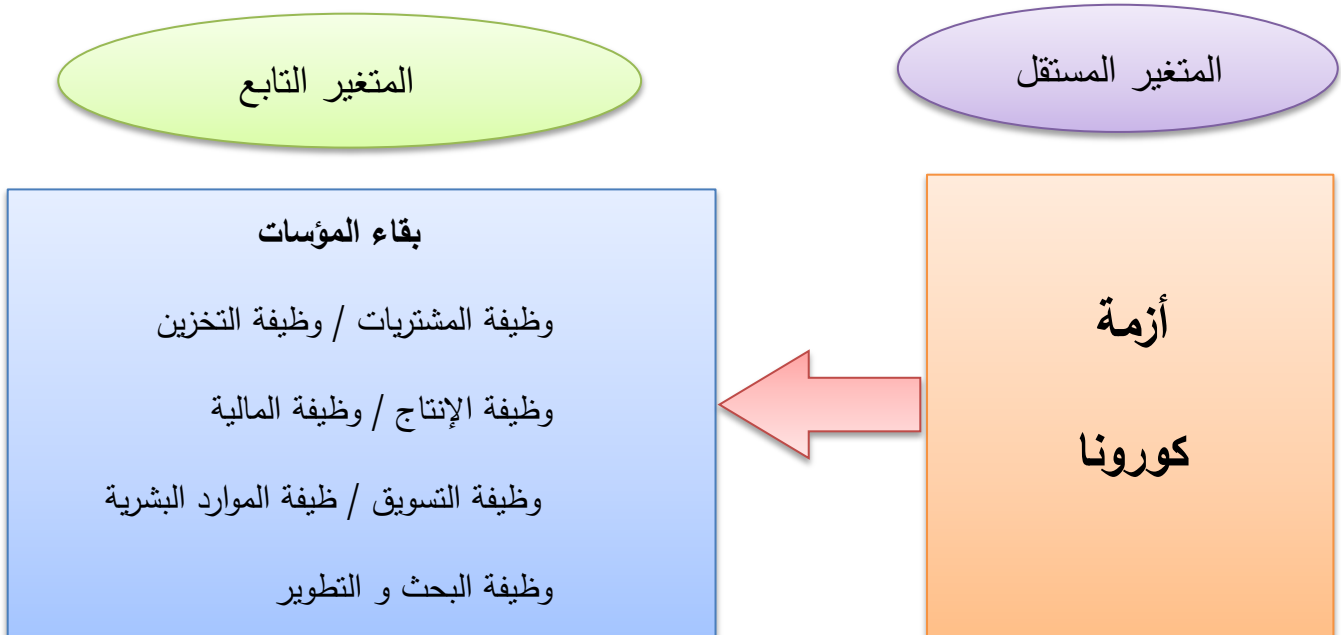 المتغير المستقل
المتغير التابع
أزمة
كورونا
بقاء المؤسات
وظيفة المشتريات / وظيفة التخزين
وظيفة الإنتاج / وظيفة المالية
وظيفة التسويق / ظيفة الموارد البشرية
وظيفة البحث و التطوير